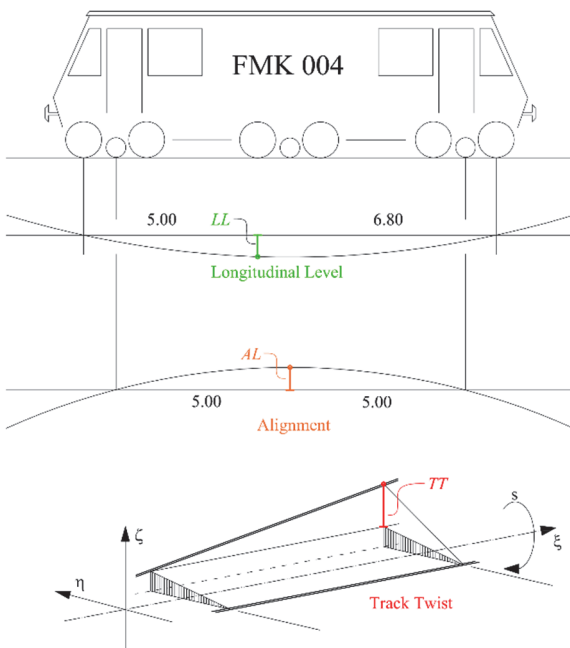 FMK 004
5.00 LL 6.80
Longitudinal Level
AL
5.00 5.00
Alignment
TT
s
ζ
ξ
η
Track Twist